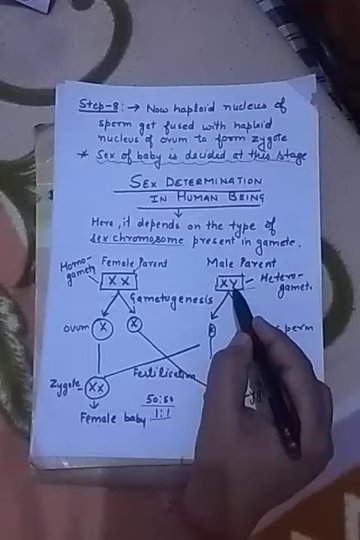 Step-8:→ Now haploid nucleus of
sperm get fused with haploid
nucleus of ovum to form zygote
* Sex of baby is decided at this stage
SEX DETERMINATION
IN HUMAN BEING
Here, it depends on the type of
sex chromosome present in gamete.
Female Parent Male Parent
Homo-
gamety
XX XY
Hetero-
gamet
Gametogenesis
ovum X X X sperm
Fertilisation
Zygote XX
50:50
1:1
Female baby